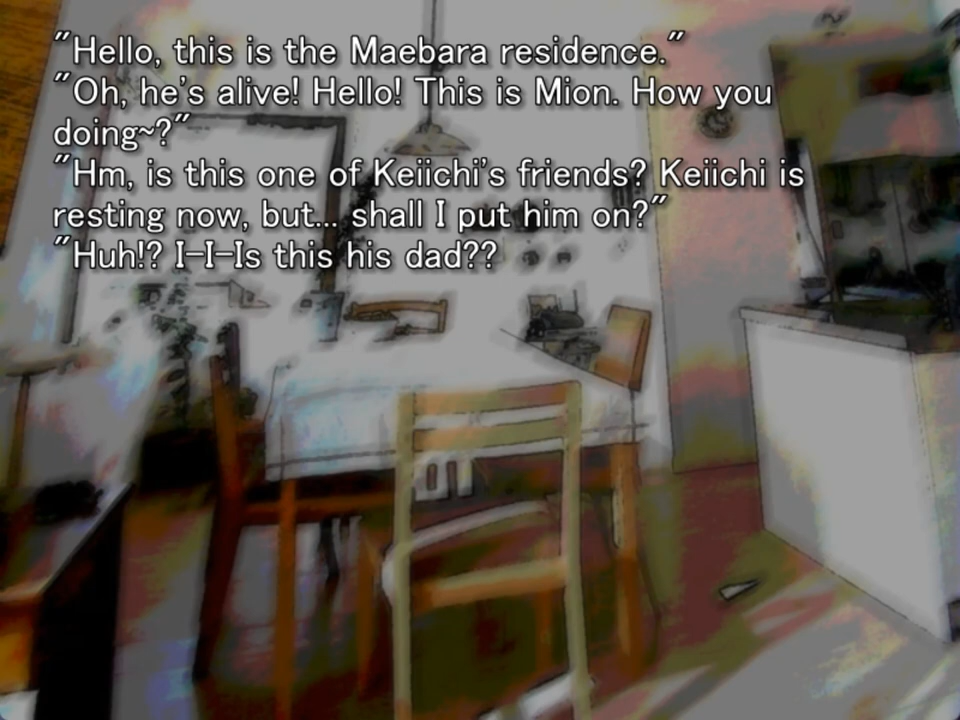 "Hello, this is the Maebara residence."
"Oh, he's alive! Hello! This is Mion. How you
doing~?"
"Hm, is this one of Keiichi's friends? Keiichi is
resting now, but... shall I put him on?"
"Huh!? I-I-Is this his dad??